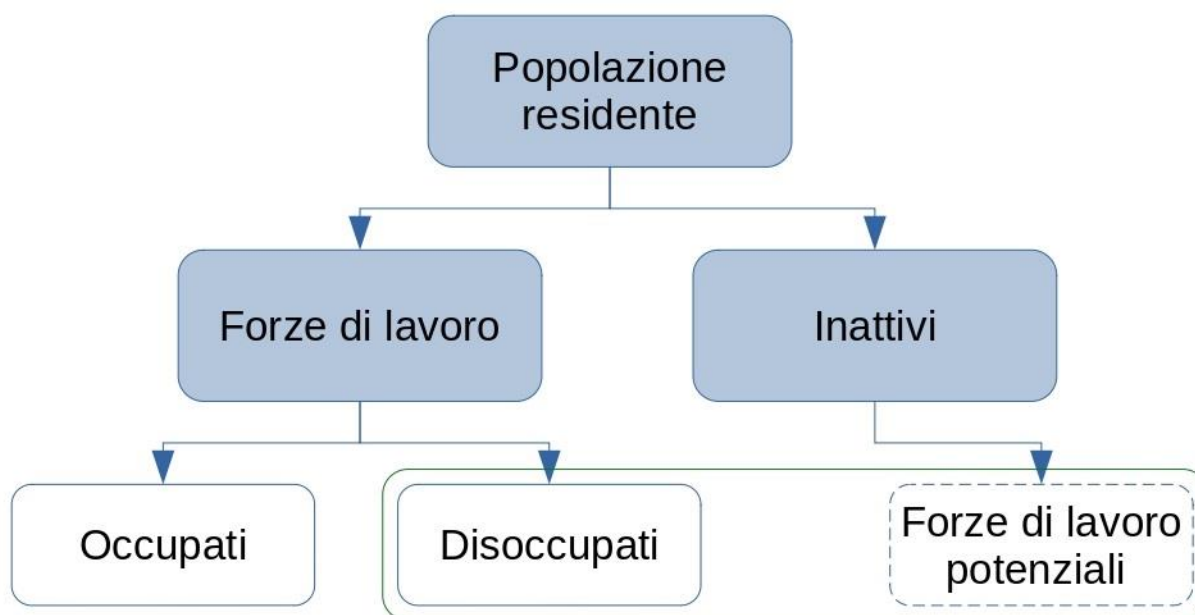 Popolazione
residente
Forze di lavoro
Inattivi
Occupati
Disoccupati
Forze di lavoro
potenziali